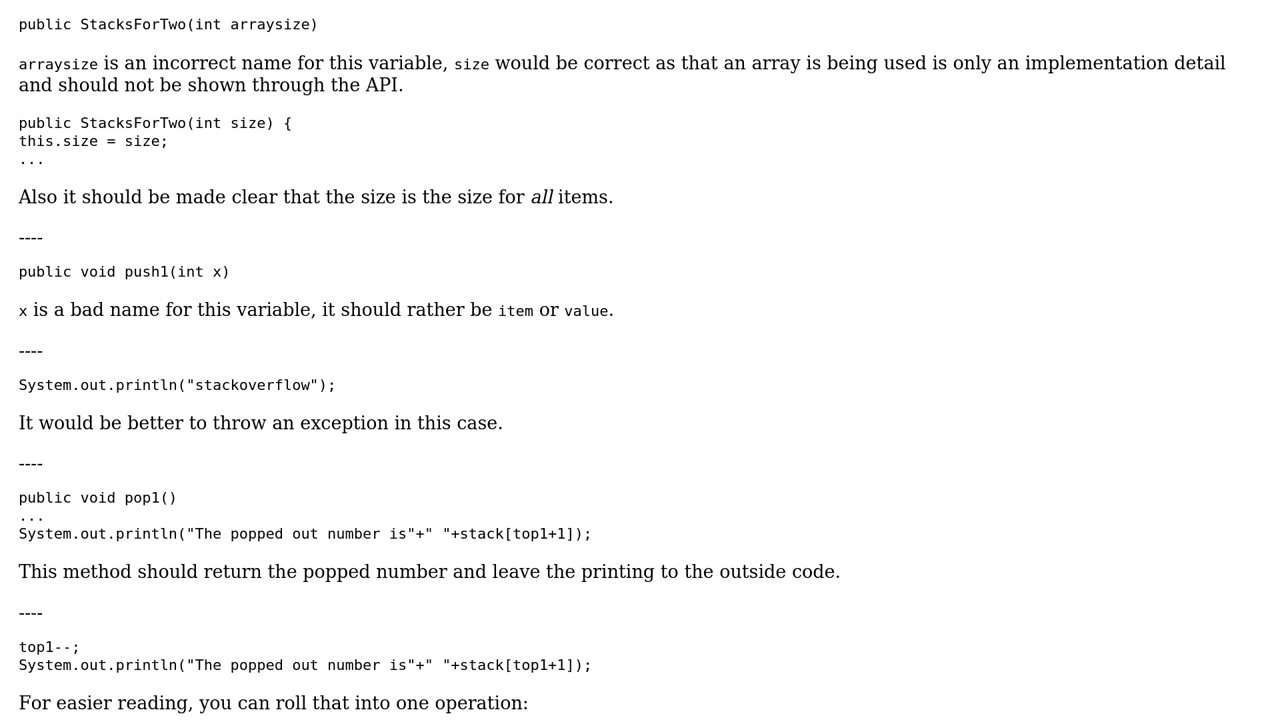 public StacksForTwo(int arraysize)
arraysize is an incorrect name for this variable, size would be correct as that an array is being used is only an implementation detail
and should not be shown through the API.
public StacksForTwo(int size) {
this.size = size;
...
Also it should be made clear that the size is the size for all items.
----
public void push1(int x)
x is a bad name for this variable, it should rather be item or value.
----
System.out.println("stackoverflow");
It would be better to throw an exception in this case.
----
public void pop1()
...
System.out.println("The popped out number is"+" "+stack[top1+1]);
This method should return the popped number and leave the printing to the outside code.
----
top1--;
System.out.println("The popped out number is"+" "+stack[top1+1]);
For easier reading, you can roll that into one operation: